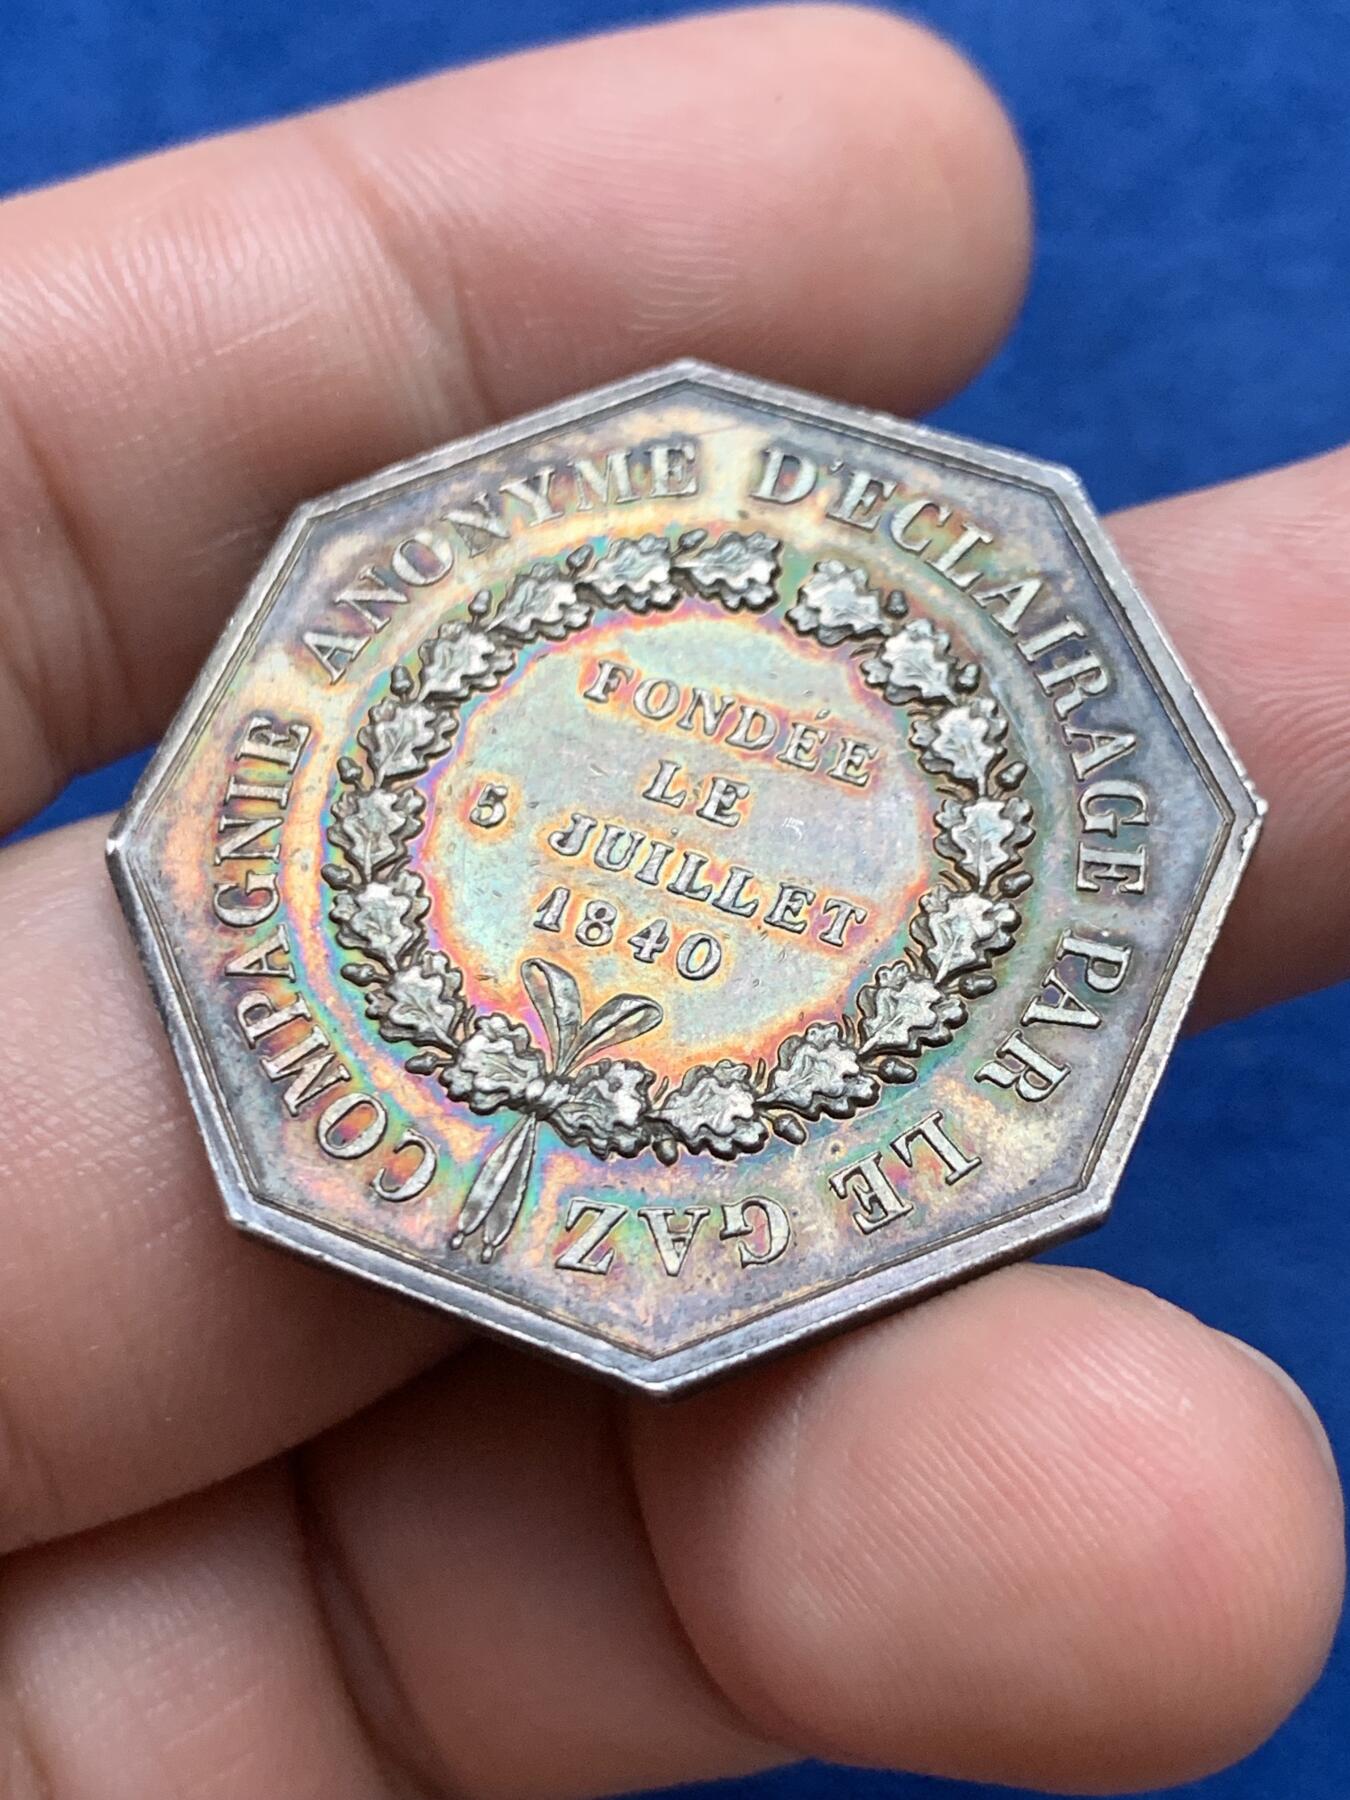 COMPAGNIE ANONYME D'ECLAIRAGE PAR LE GAZ
FONDÉE
LE
5 JUILLET
1840